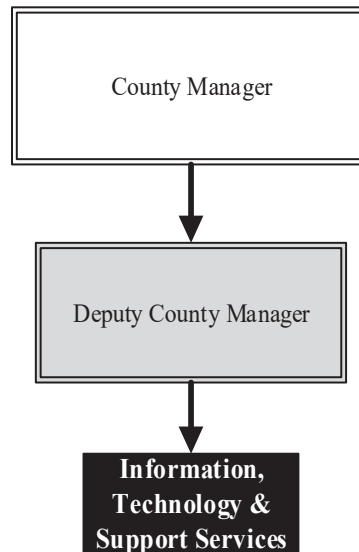 County Manager
Deputy County Manager
Information,
Technology &
Support Services